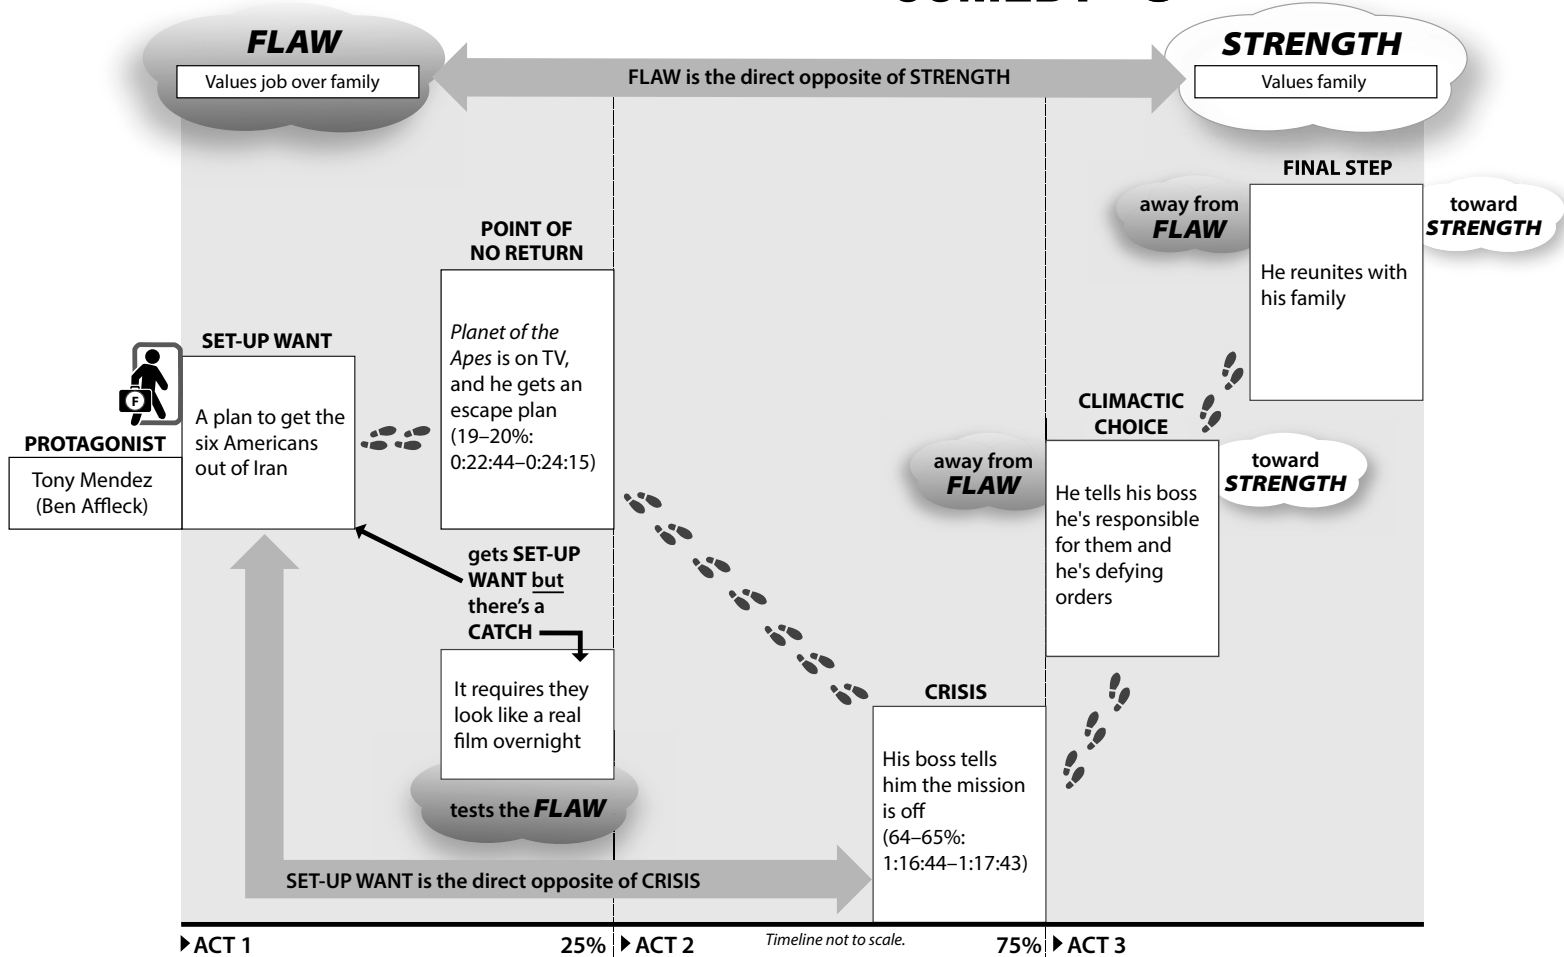 FLAW
Values job over family
FLAW is the direct opposite of STRENGTH
STRENGTH
Values family
FINAL STEP
away from
FLAW
toward
STRENGTH
He reunites with
his family
POINT OF
NO RETURN
Planet of the
Apes is on TV,
and he gets an
escape plan
(19–20%:
0:22:44–0:24:15)
SET-UP WANT
A plan to get the
six Americans
out of Iran
F
PROTAGONIST
Tony Mendez
(Ben Affleck)
CLIMACTIC
CHOICE
away from
FLAW
toward
STRENGTH
He tells his boss
he's responsible
for them and
he's defying
orders
gets SET-UP
WANT but
there's a
CATCH
It requires they
look like a real
film overnight
tests the FLAW
CRISIS
His boss tells
him the mission
is off
(64–65%:
1:16:44–1:17:43)
SET-UP WANT is the direct opposite of CRISIS
ACT 1
25%
ACT 2
Timeline not to scale.
75%
ACT 3